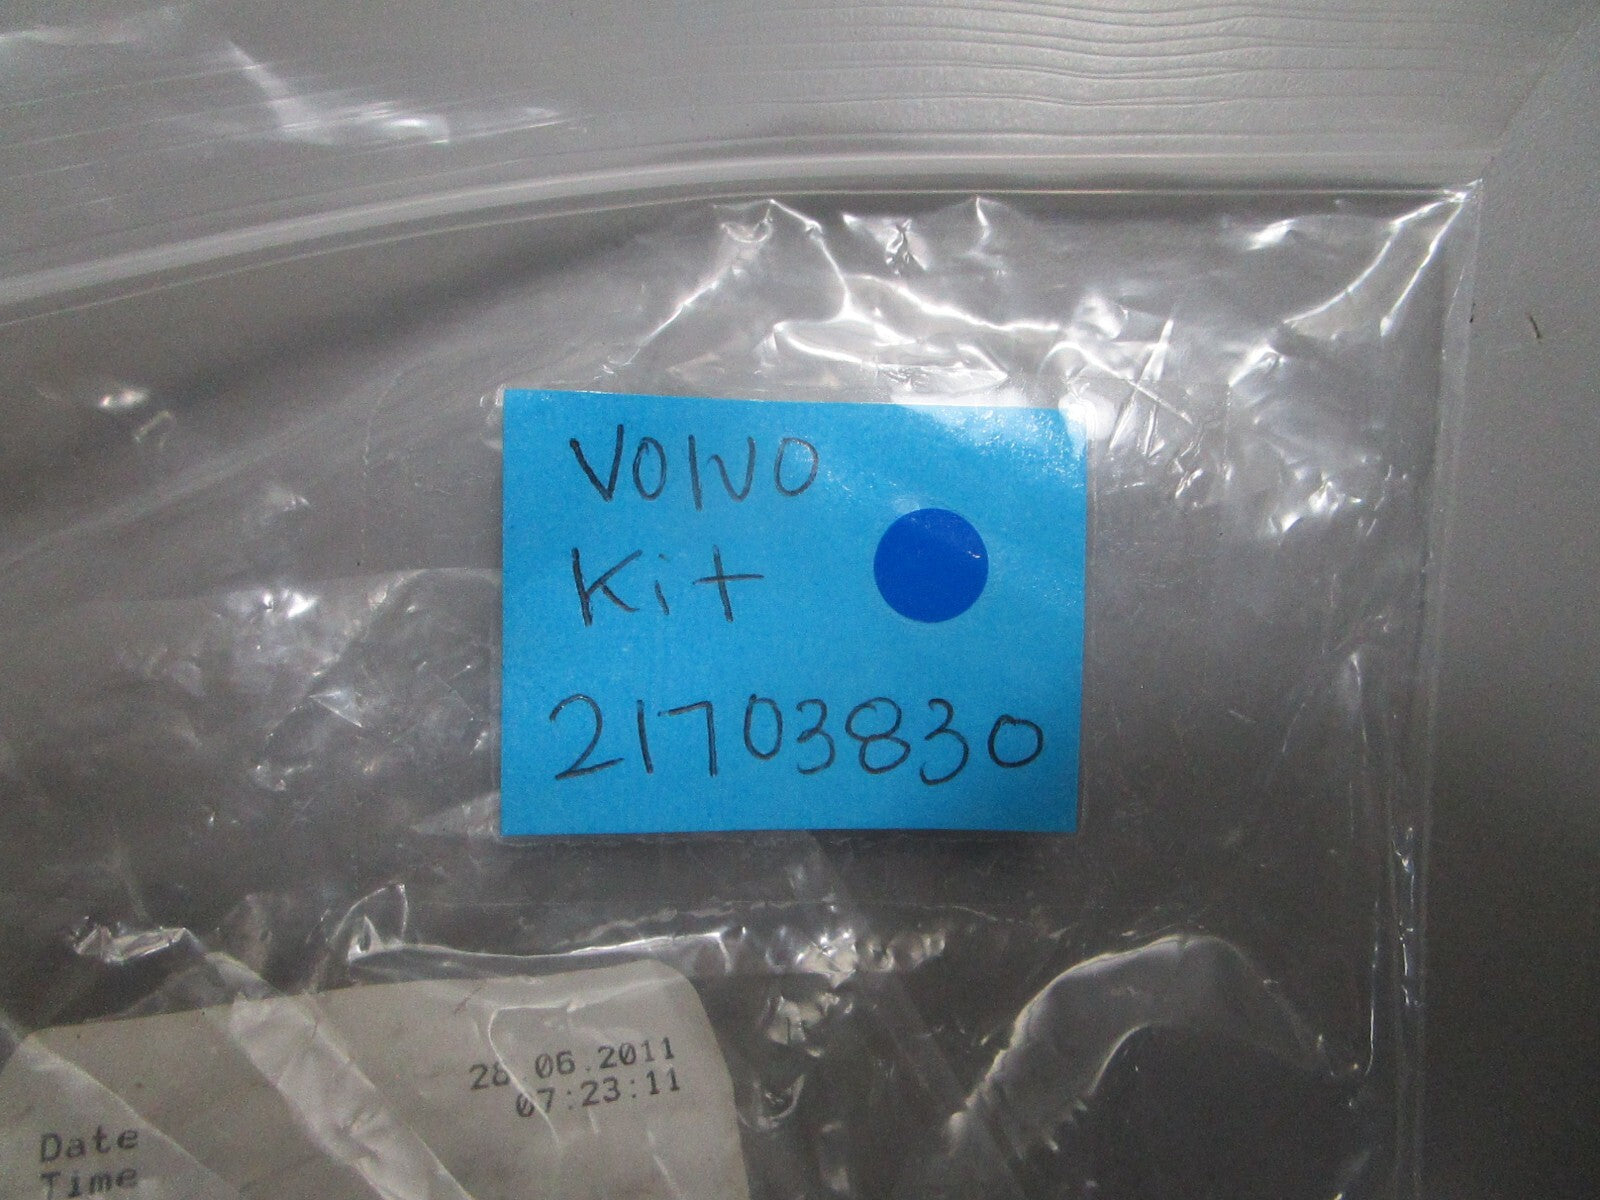 VOLVO
Kit
21703830
28.06.2011
07:23:11
Date
Time